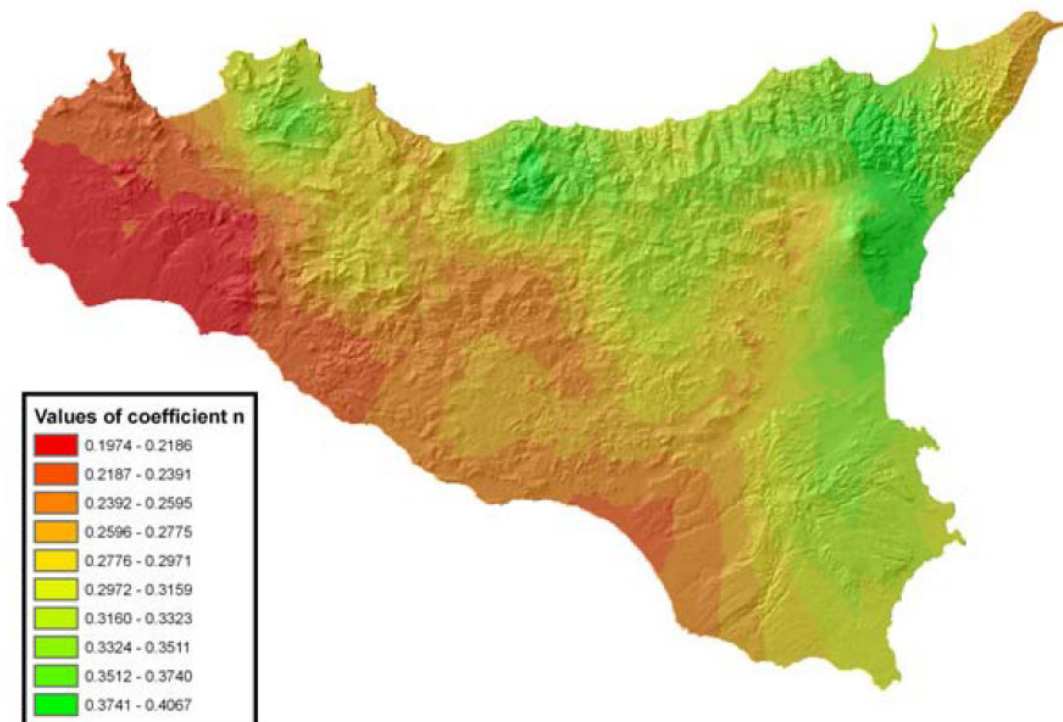 Values of coefficient n
0.1974 - 0.2186
0.2187 - 0.2391
0.2392 - 0.2595
0.2596 - 0.2775
0.2776 - 0.2971
0.2972 - 0.3159
0.3160 - 0.3323
0.3324 - 0.3511
0.3512 - 0.3740
0.3741 - 0.4067